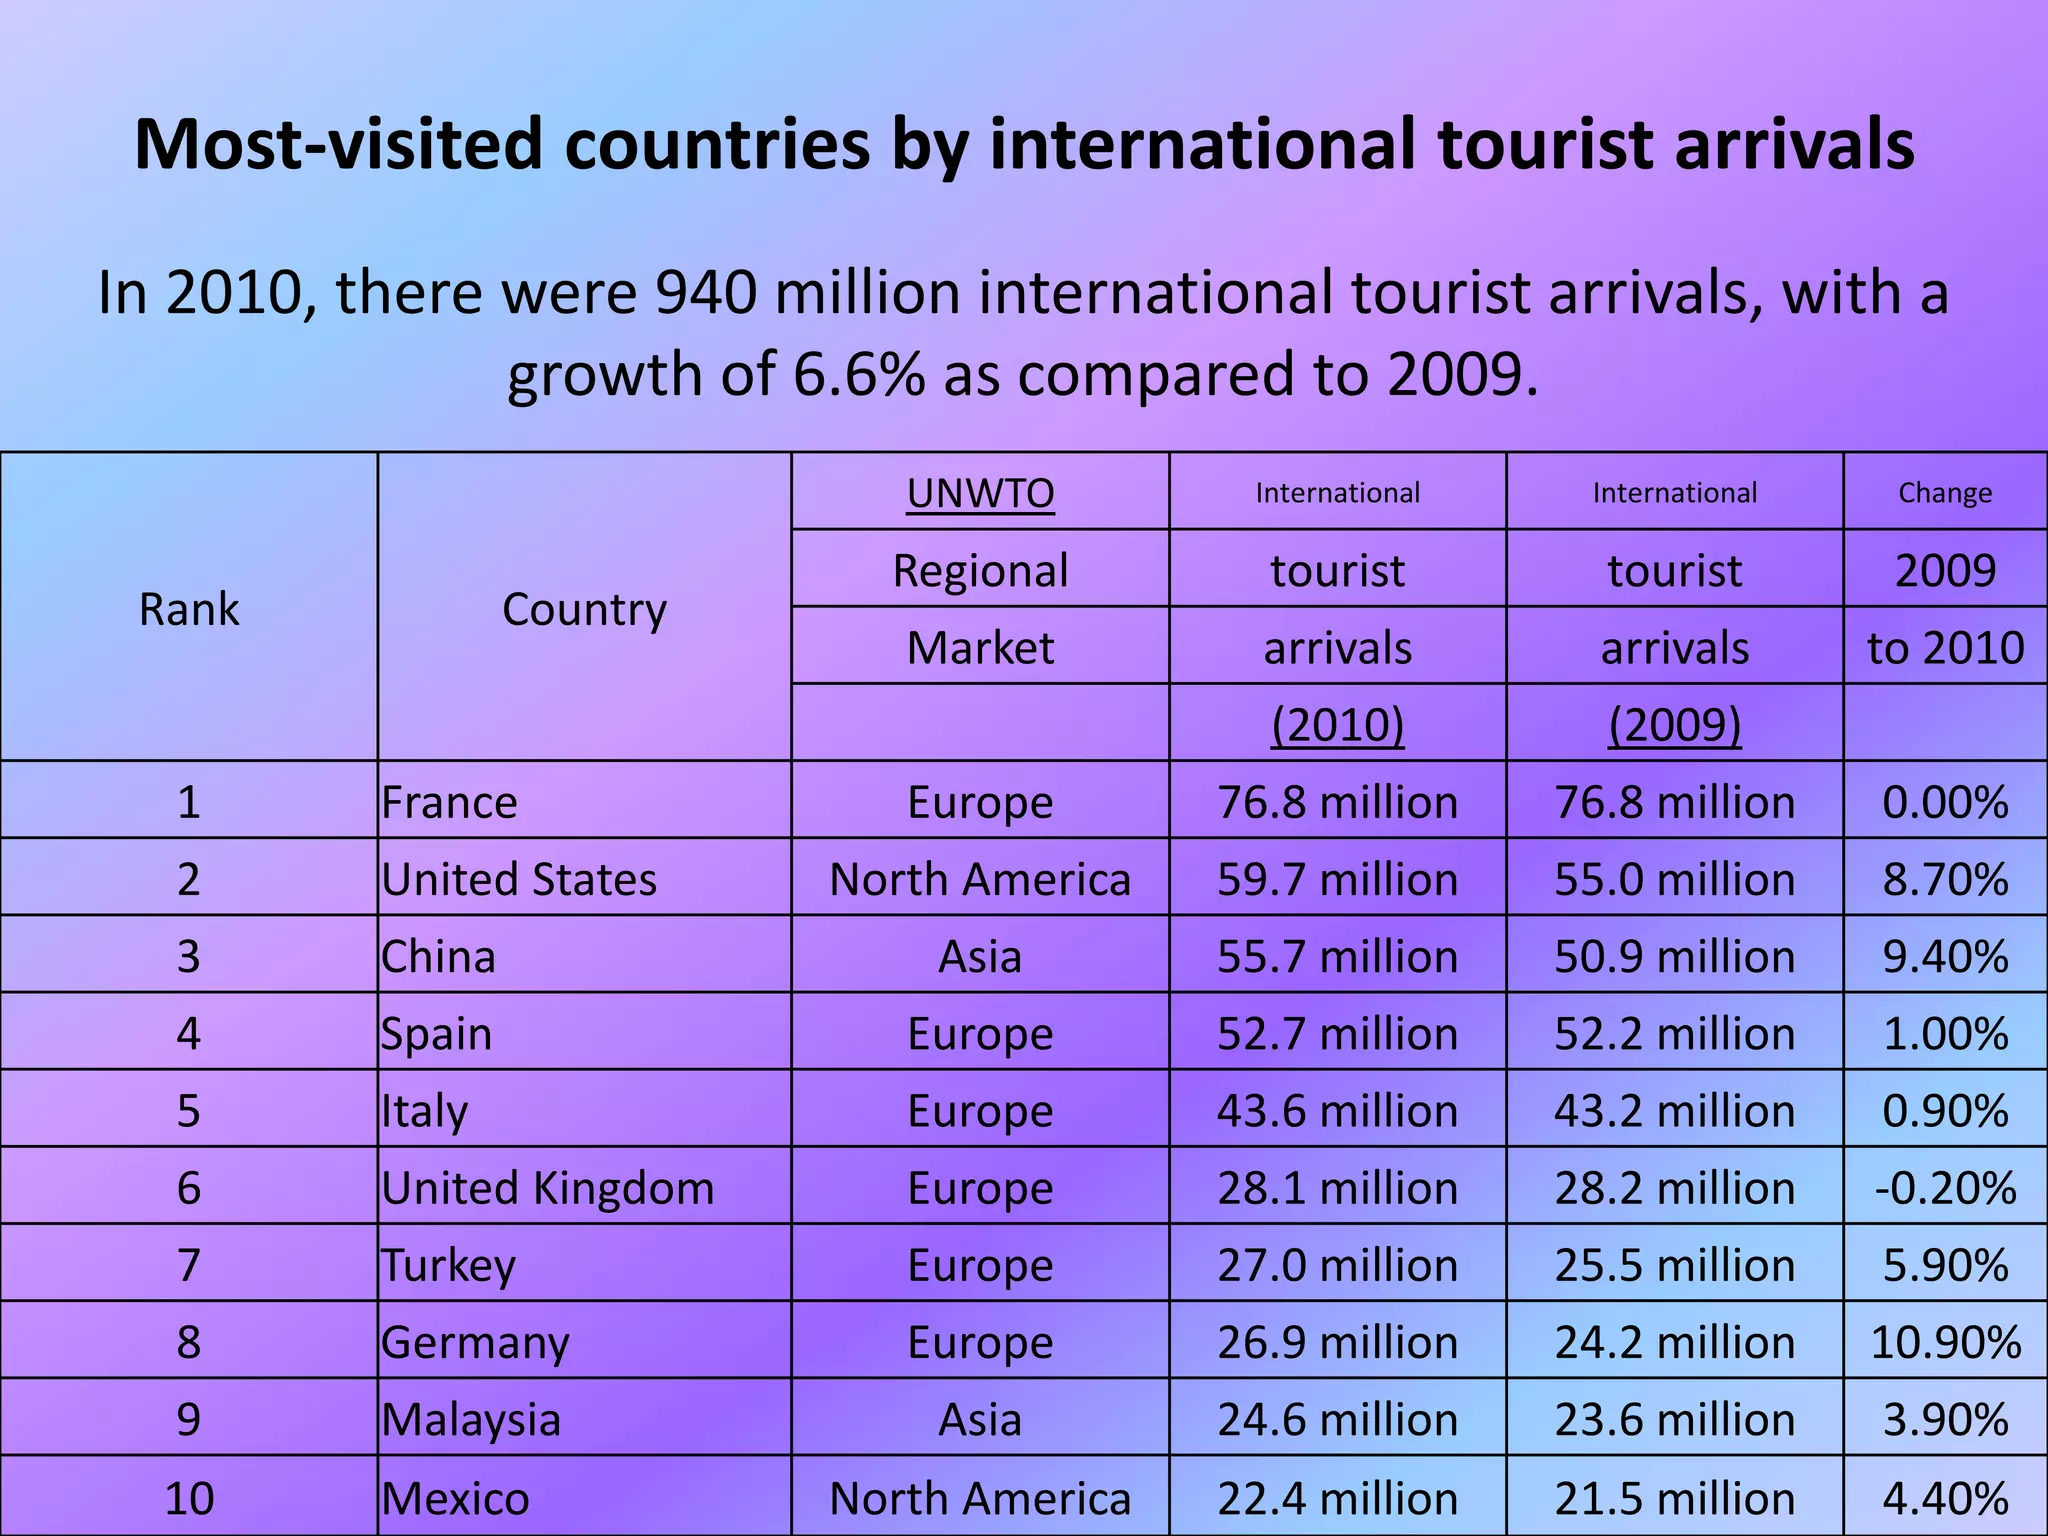 Most-visited countries by international tourist arrivals
In 2010, there were 940 million international tourist arrivals, with a
growth of 6.6% as compared to 2009.
Rank Country UNWTO International International Change
Regional tourist tourist 2009
Market arrivals arrivals to 2010
(2010) (2009)
1 France Europe 76.8 million 76.8 million 0.00%
2 United States North America 59.7 million 55.0 million 8.70%
3 China Asia 55.7 million 50.9 million 9.40%
4 Spain Europe 52.7 million 52.2 million 1.00%
5 Italy Europe 43.6 million 43.2 million 0.90%
6 United Kingdom Europe 28.1 million 28.2 million -0.20%
7 Turkey Europe 27.0 million 25.5 million 5.90%
8 Germany Europe 26.9 million 24.2 million 10.90%
9 Malaysia Asia 24.6 million 23.6 million 3.90%
10 Mexico North America 22.4 million 21.5 million 4.40%